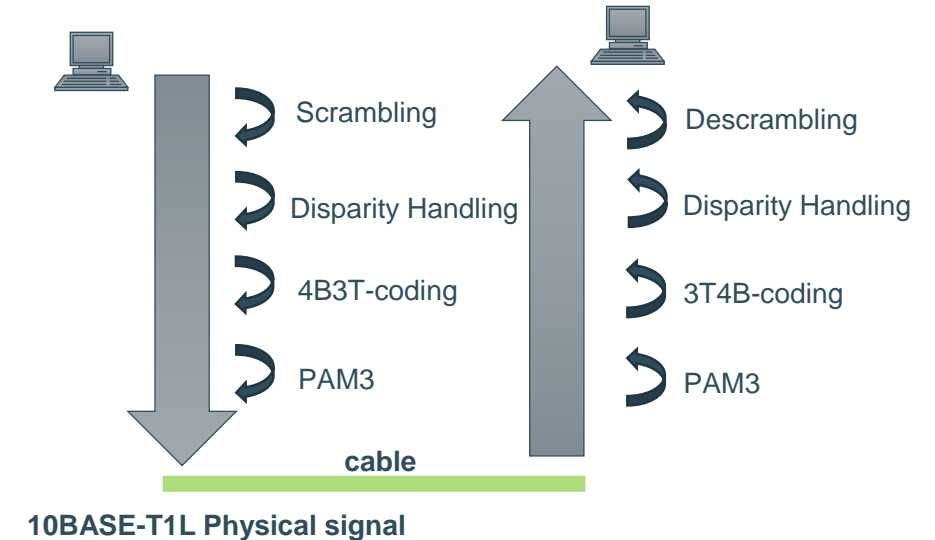 Scrambling
Disparity Handling
4B3T-coding
PAM3
Descrambling
Disparity Handling
3T4B-coding
PAM3
cable
10BASE-T1L Physical signal